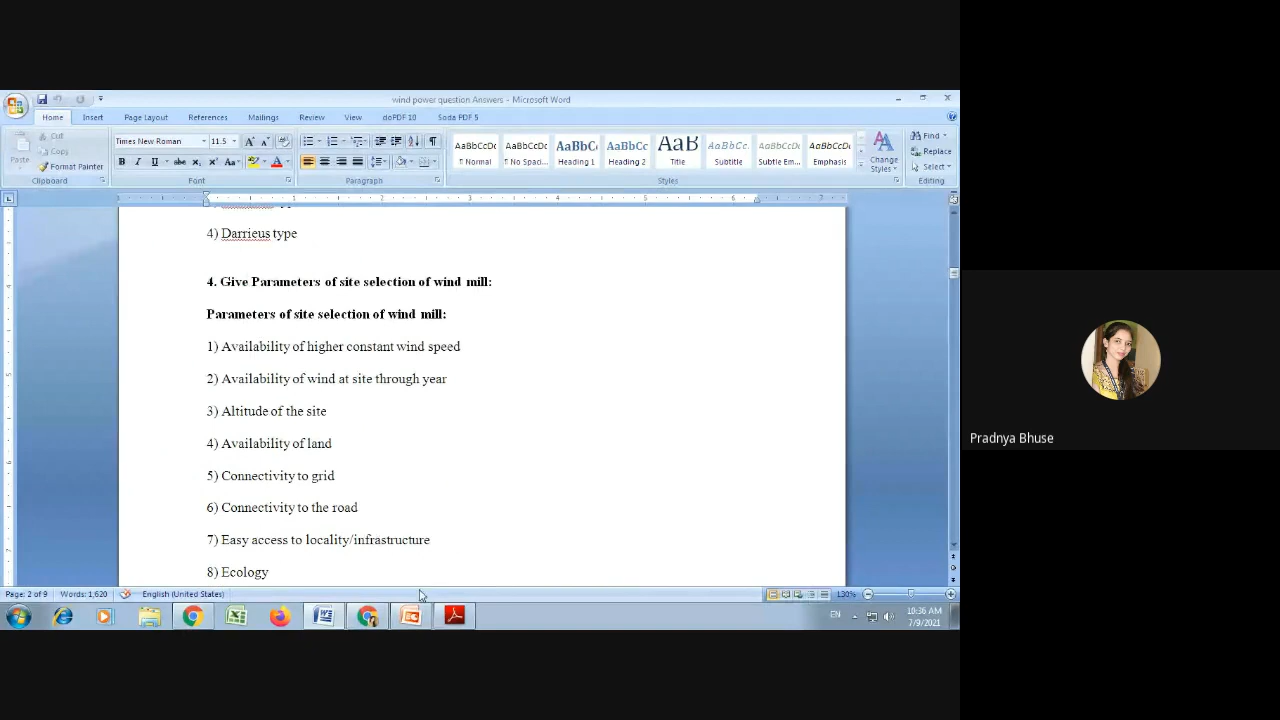 wind power question Answers - Microsoft Word
Home Insert Page Layout References Mailings Review View doPDF 10 Soda PDF 5
Paste Cut Copy Format Painter Clipboard
Times New Roman 11.5 Font
Paragraph
AaBbCcDc AaBbCcDc AaBbC AaBbCc AaB AaBbCc. AaBbCcDc AaBbCcDc
¶ Normal ¶ No Spaci... Heading 1 Heading 2 Title Subtitle Subtle Em... Emphasis
Change Styles Styles
Find Replace Select Editing
4) Darrieus type
4. Give Parameters of site selection of wind mill:
Parameters of site selection of wind mill:
1) Availability of higher constant wind speed
2) Availability of wind at site through year
3) Altitude of the site
4) Availability of land
5) Connectivity to grid
6) Connectivity to the road
7) Easy access to locality/infrastructure
8) Ecology
Page: 2 of 9 Words: 1,620 English (United States) 130%
EN 10:36 AM
7/9/2021
Pradnya Bhuse